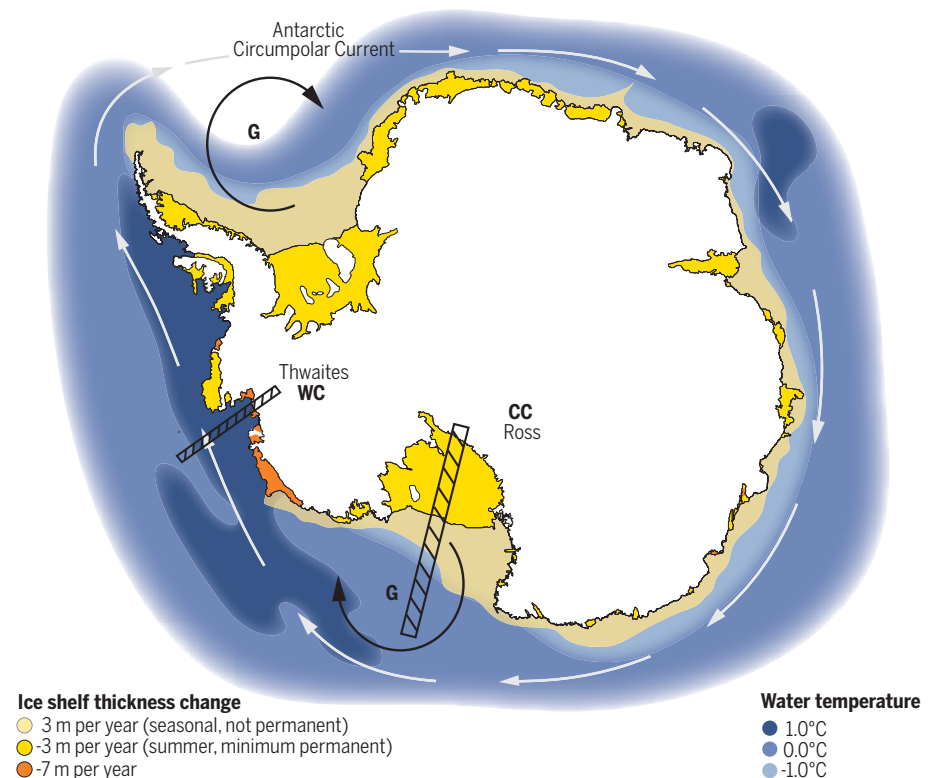 Antarctic
Circumpolar Current
G
Thwaites
WC
CC
Ross
G
Ice shelf thickness change
3 m per year (seasonal, not permanent)
-3 m per year (summer, minimum permanent)
-7 m per year
Water temperature
1.0°C
0.0°C
-1.0°C